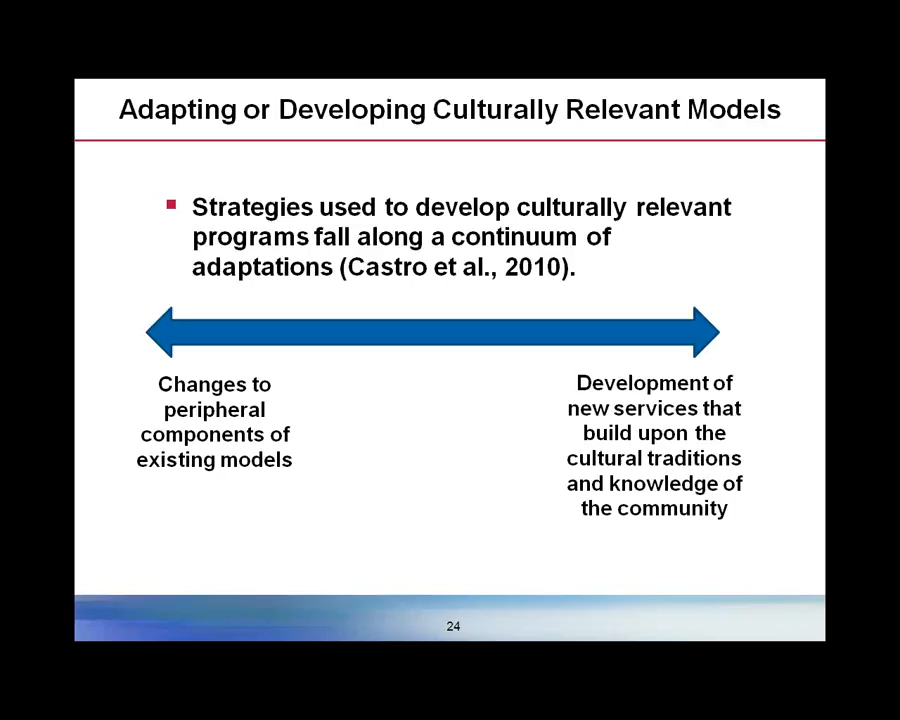 Adapting or Developing Culturally Relevant Models
Strategies used to develop culturally relevant
programs fall along a continuum of
adaptations (Castro et al., 2010).
Changes to
peripheral
components of
existing models
Development of
new services that
build upon the
cultural traditions
and knowledge of
the community
24